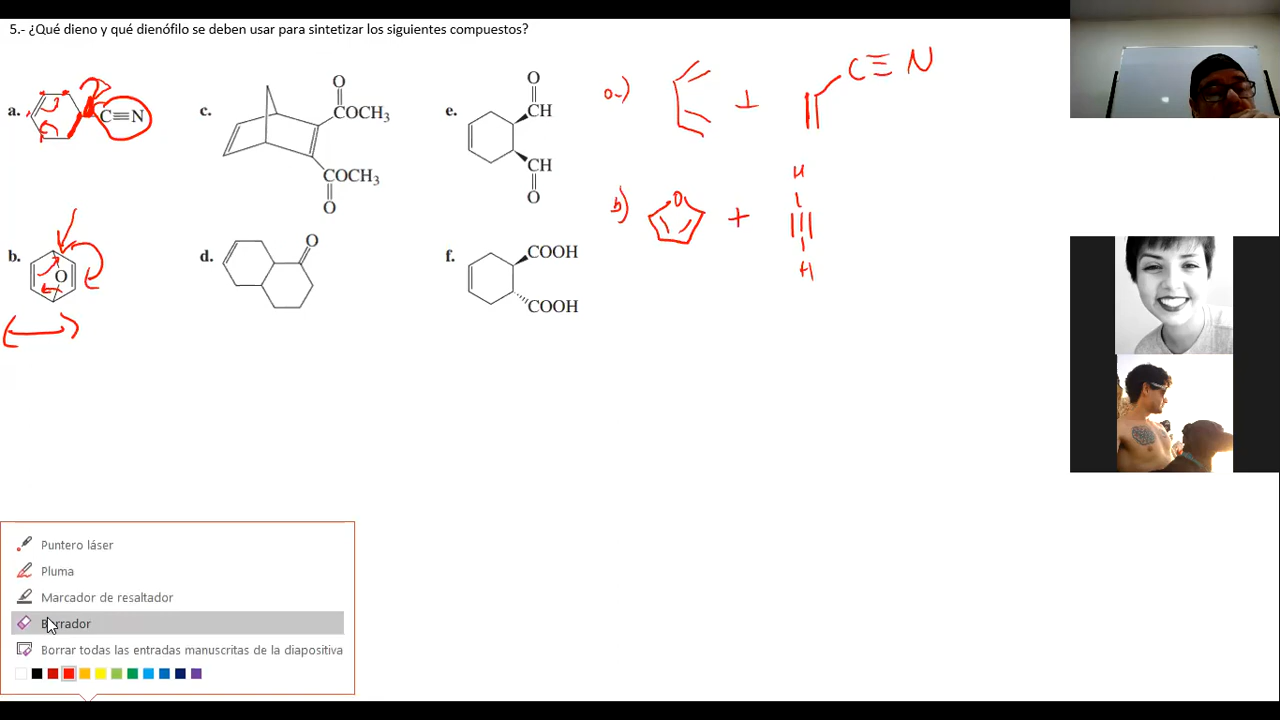 5.- ¿Qué dieno y qué dienófilo se deben usar para sintetizar los siguientes compuestos?
a. C≡N
b. O
c. O
COCH3
COCH3
O
d. O
e. O
CH
CH
O
f. COOH
COOH
a.) + C≡N
b) O + H
H
Puntero láser
Pluma
Marcador de resaltador
Borrador
Borrar todas las entradas manuscritas de la diapositiva